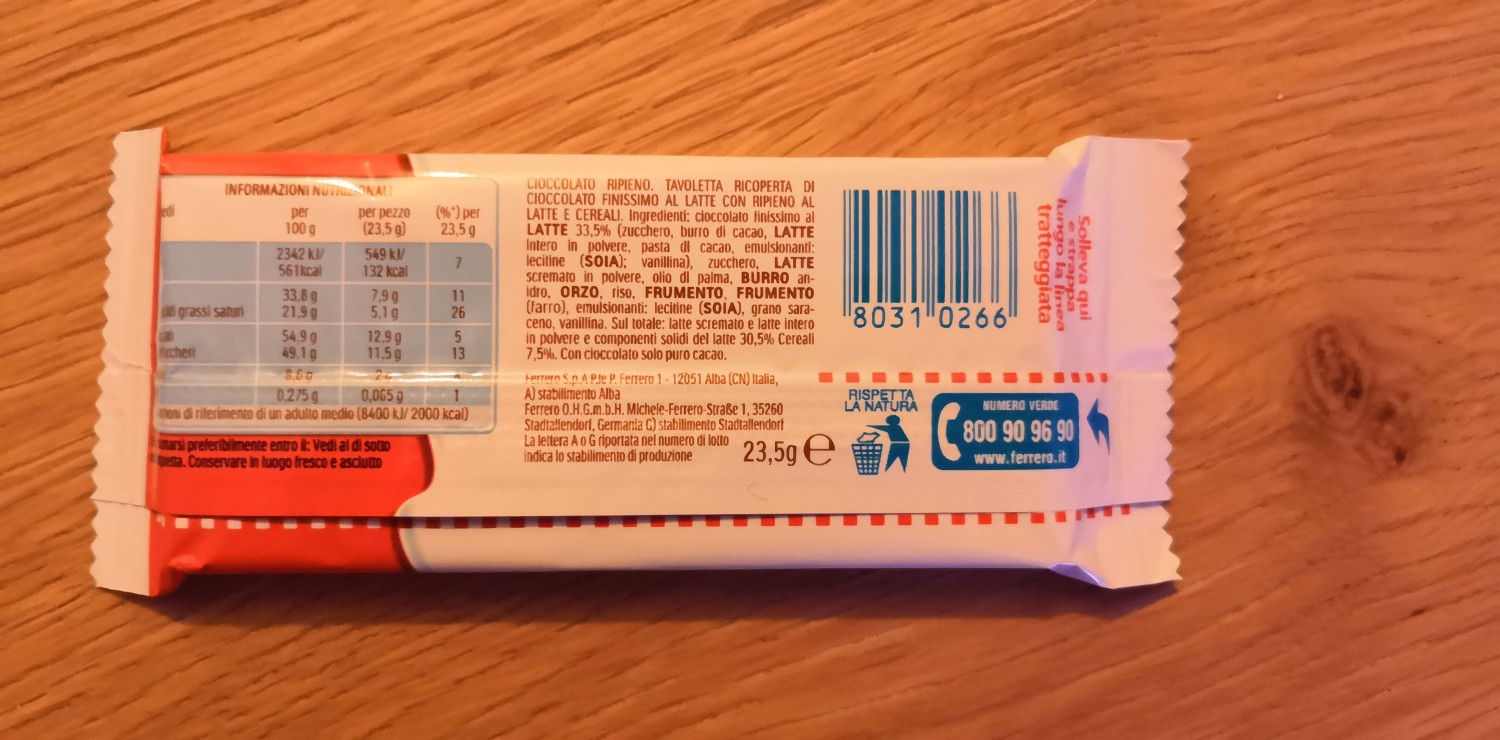 INFORMAZIONI NUTRIZIONALI
per per pezzo (%*) per
100 g (23,5 g) 23,5 g
2342 kJ/ 549 kJ/
561 kcal 132 kcal 7
33,8 g 7,9 g 11
grassi saturi 21,9 g 5,1 g 26
54,9 g 12,9 g 5
49,1 g 11,5 g 13
8,6 g
0,275 g 0,065 g 1
di riferimento di un adulto medio (8400 kJ/ 2000 kcal)
preferibilmente entro il: Vedi al di sotto
Conservare in luogo fresco e asciutto
CIOCCOLATO RIPIENO. TAVOLETTA RICOPERTA DI
CIOCCOLATO FINISSIMO AL LATTE CON RIPIENO AL
LATTE E CEREALI. Ingredienti: cioccolato finissimo al
LATTE 33,5% (zucchero, burro di cacao, LATTE
intero in polvere, pasta di cacao, emulsionanti:
lecitine (SOIA); vanillina), zucchero, LATTE
scremato in polvere, olio di palma, BURRO an-
idro, ORZO, riso, FRUMENTO, FRUMENTO
(farro), emulsionanti: lecitine (SOIA), grano sara-
ceno, vanillina. Sul totale: latte scremato e latte intero
in polvere e componenti solidi del latte 30,5% Cereali
7,5%. Con cioccolato solo puro cacao.
Ferrero S.p.A P.le P. Ferrero 1 - 12051 Alba (CN) Italia,
A) stabilimento Alba
Ferrero O.H.G.m.b.H. Michele-Ferrero-Straße 1, 35260
Stadtallendorf, Germania G) stabilimento Stadtallendorf
La lettera A o G riportata nel numero di lotto
indica lo stabilimento di produzione
23,5g e
8031 0266
RISPETTA
LA NATURA
NUMERO VERDE
800 90 96 90
www.ferrero.it
Solleva qui
e strappa
lungo la linea
tratteggiata